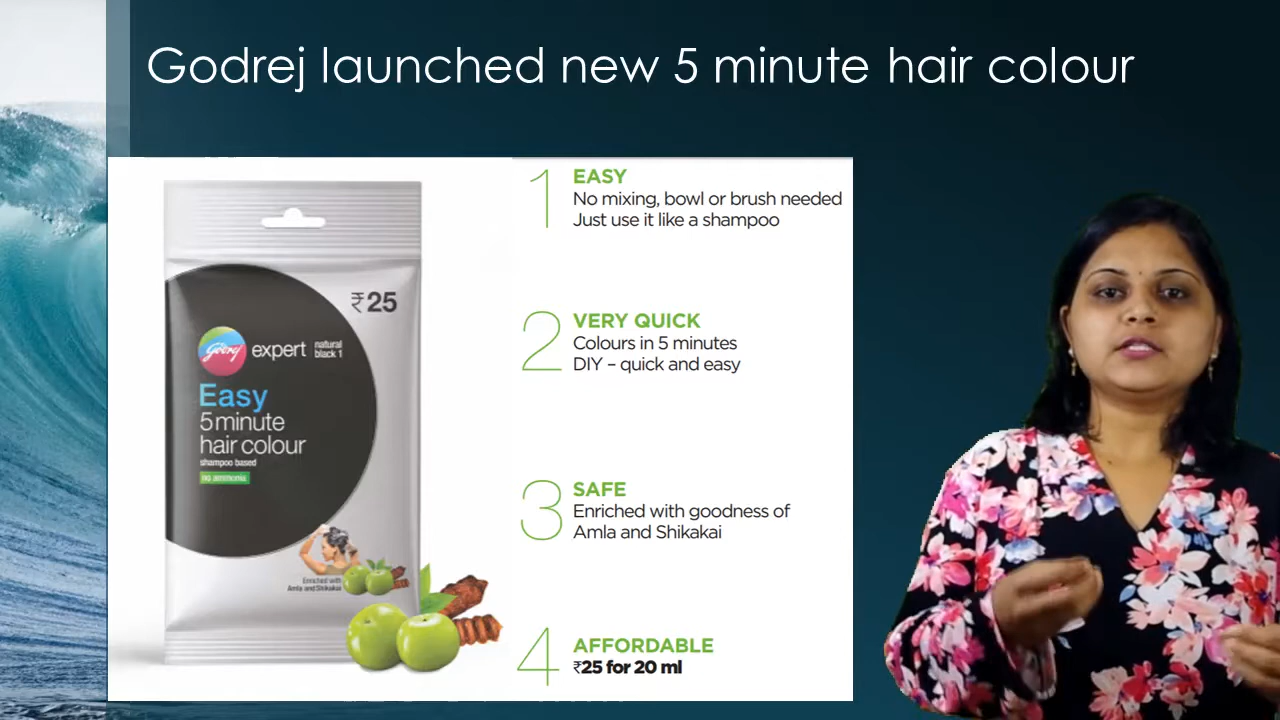 Godrej launched new 5 minute hair colour
₹25
Godrej expert natural
black 1
Easy
5 minute
hair colour
shampoo based
no ammonia
Enriched with
Amla and Shikakai
1 EASY
No mixing, bowl or brush needed
Just use it like a shampoo
2 VERY QUICK
Colours in 5 minutes
DIY – quick and easy
3 SAFE
Enriched with goodness of
Amla and Shikakai
4 AFFORDABLE
₹25 for 20 ml